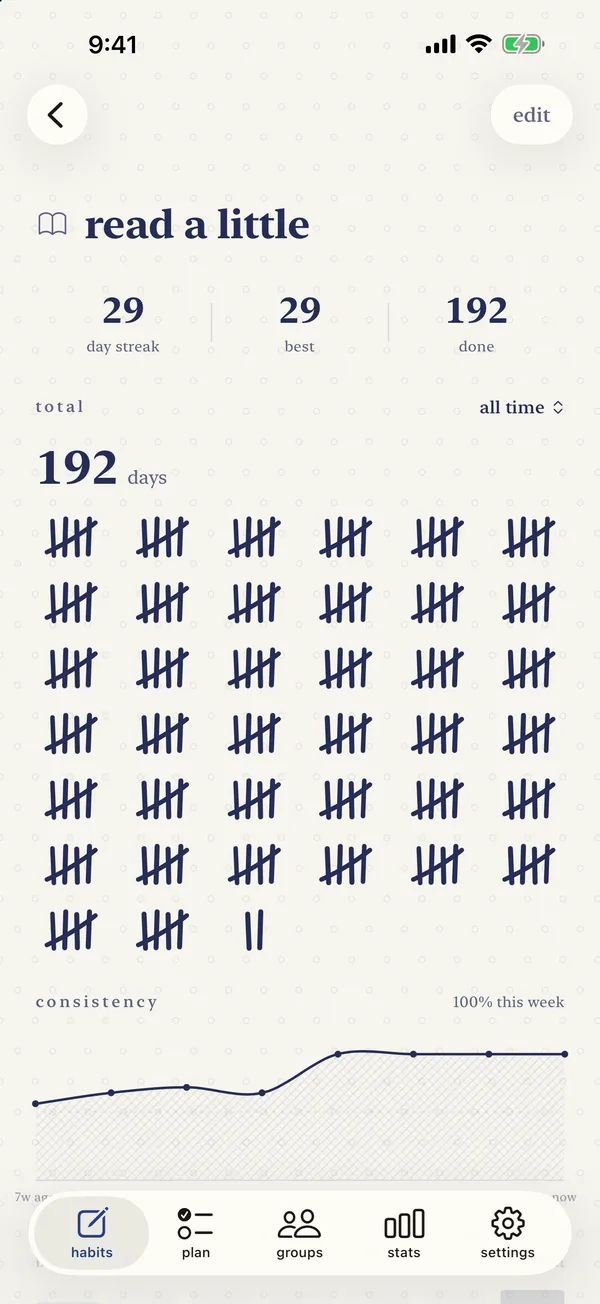 9:41
edit
read a little
29 29 192
day streak best done
total all time
192 days
consistency 100% this week
7w now
habits plan groups stats settings